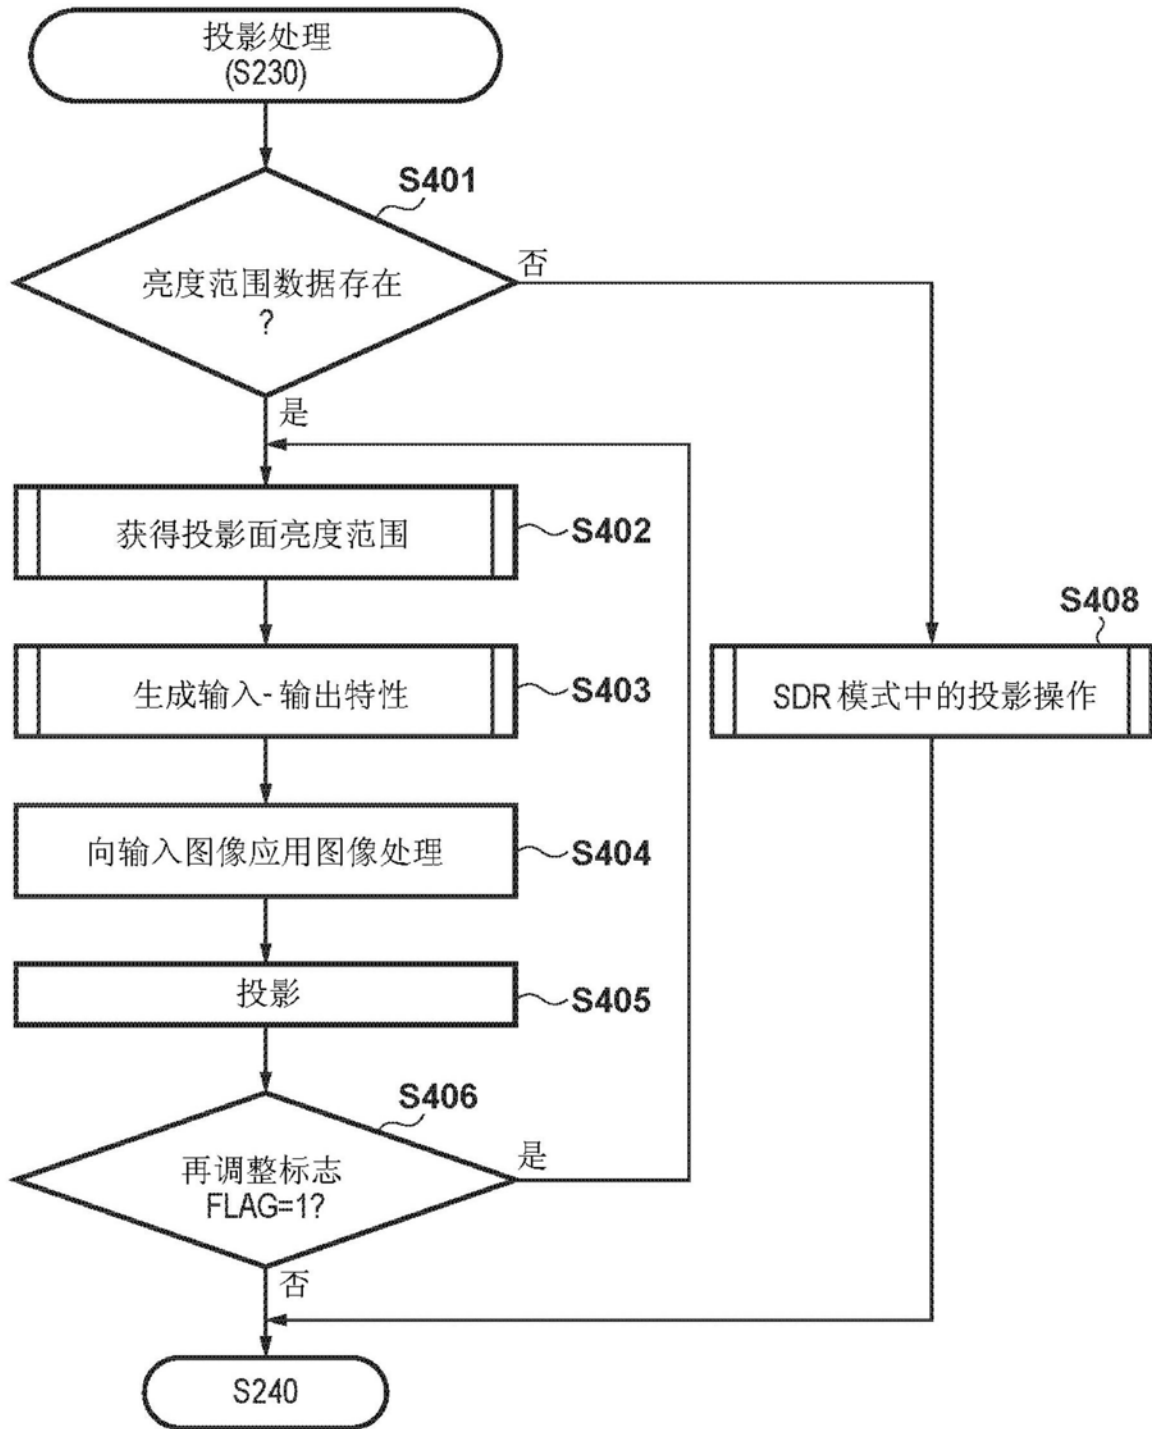 投影处理
(S230)
S401
亮度范围数据存在
?
否
是
获得投影面亮度范围
S402
生成输入-输出特性
S403
S408
SDR 模式中的投影操作
向输入图像应用图像处理
S404
投影
S405
S406
再调整标志
FLAG=1?
是
否
S240